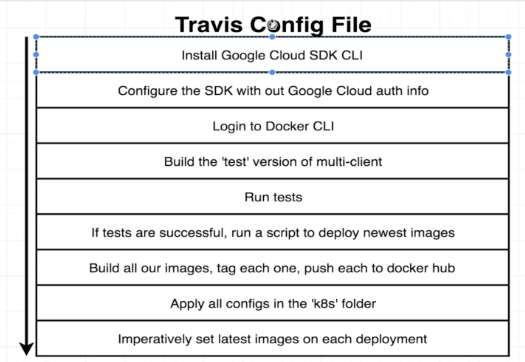 Travis Config File
Install Google Cloud SDK CLI
Configure the SDK with out Google Cloud auth info
Login to Docker CLI
Build the 'test' version of multi-client
Run tests
If tests are successful, run a script to deploy newest images
Build all our images, tag each one, push each to docker hub
Apply all configs in the 'k8s' folder
Imperatively set latest images on each deployment